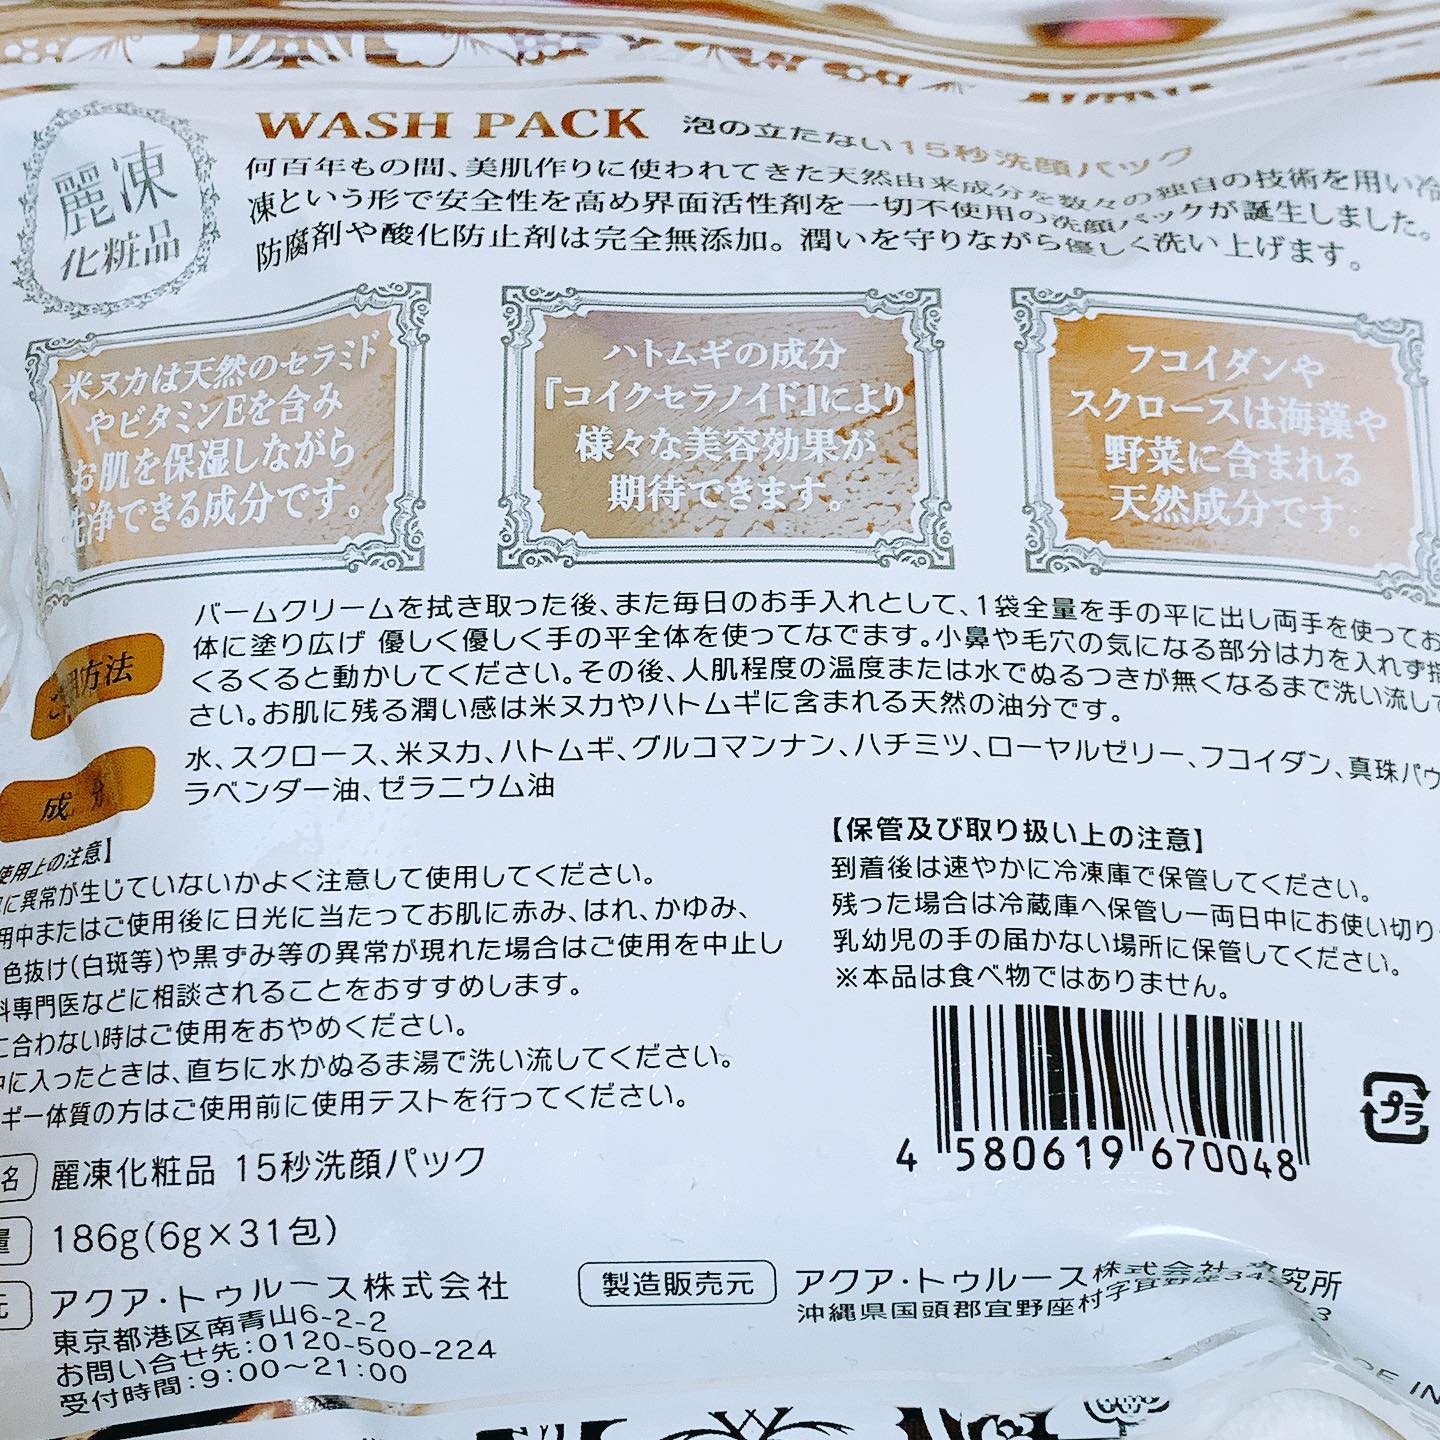 麗凍
化粧品
WASH PACK 泡の立たない15秒洗顔パック
何百年もの間、美肌作りに使われてきた天然由来成分を数々の独自の技術を用い冷
凍という形で安全性を高め界面活性剤を一切不使用の洗顔パックが誕生しました。
防腐剤や酸化防止剤は完全無添加。潤いを守りながら優しく洗い上げます。
米ヌカは天然のセラミド
やビタミンEを含み
お肌を保湿しながら
洗浄できる成分です。
ハトムギの成分
『コイクセラノイド』により
様々な美容効果が
期待できます。
フコイダンや
スクロースは海藻や
野菜に含まれる
天然成分です。
ご使用方法
バームクリームを拭き取った後、また毎日のお手入れとして、1袋全量を手の平に出し両手を使ってお
体に塗り広げ 優しく優しく手の平全体を使ってなでます。小鼻や毛穴の気になる部分は力を入れず指
くるくると動かしてください。その後、人肌程度の温度または水でぬるつきが無くなるまで洗い流して
さい。お肌に残る潤い感は米ヌカやハトムギに含まれる天然の油分です。
成分
水、スクロース、米ヌカ、ハトムギ、グルコマンナン、ハチミツ、ローヤルゼリー、フコイダン、真珠パウ
ラベンダー油、ゼラニウム油
使用上の注意】
に異常が生じていないかよく注意して使用してください。
用中またはご使用後に日光に当たってお肌に赤み、はれ、かゆみ、
色抜け(白斑等)や黒ずみ等の異常が現れた場合はご使用を中止し
科専門医などに相談されることをおすすめします。
に合わない時はご使用をおやめください。
中に入ったときは、直ちに水かぬるま湯で洗い流してください。
ギー体質の方はご使用前に使用テストを行ってください。
【保管及び取り扱い上の注意】
到着後は速やかに冷凍庫で保管してください。
残った場合は冷蔵庫へ保管し一両日中にお使い切り
乳幼児の手の届かない場所に保管してください。
※本品は食べ物ではありません。
4 580619 670048
プラ
名 麗凍化粧品 15秒洗顔パック
量 186g(6g×31包)
元 アクア・トゥルース株式会社
東京都港区南青山6-2-2
お問い合せ先:0120-500-224
受付時間:9:00〜21:00
製造販売元 アクア・トゥルース株式会社 研究所
沖縄県国頭郡宜野座村字宜野座
DE IN